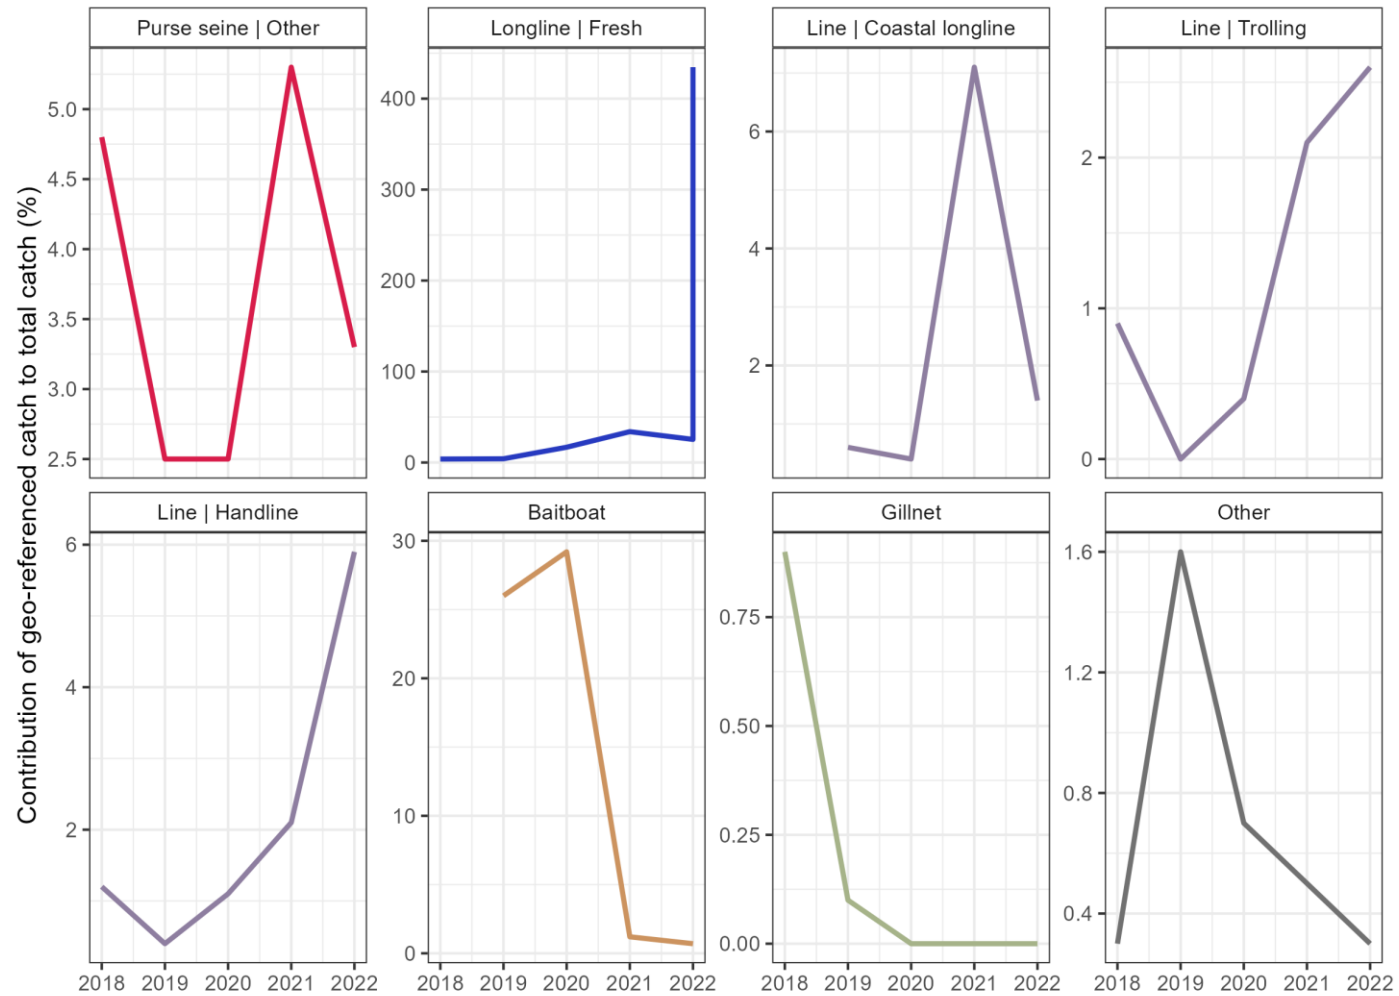 Contribution of geo-referenced catch to total catch (%)
Purse seine | Other
Longline | Fresh
Line | Coastal longline
Line | Trolling
5.0
4.5
4.0
3.5
3.0
2.5
400
300
200
100
0
6
4
2
2
1
0
Line | Handline
Baitboat
Gillnet
Other
6
4
2
30
20
10
0
0.75
0.50
0.25
0.00
1.6
1.2
0.8
0.4
2018 2019 2020 2021 2022
2018 2019 2020 2021 2022
2018 2019 2020 2021 2022
2018 2019 2020 2021 2022